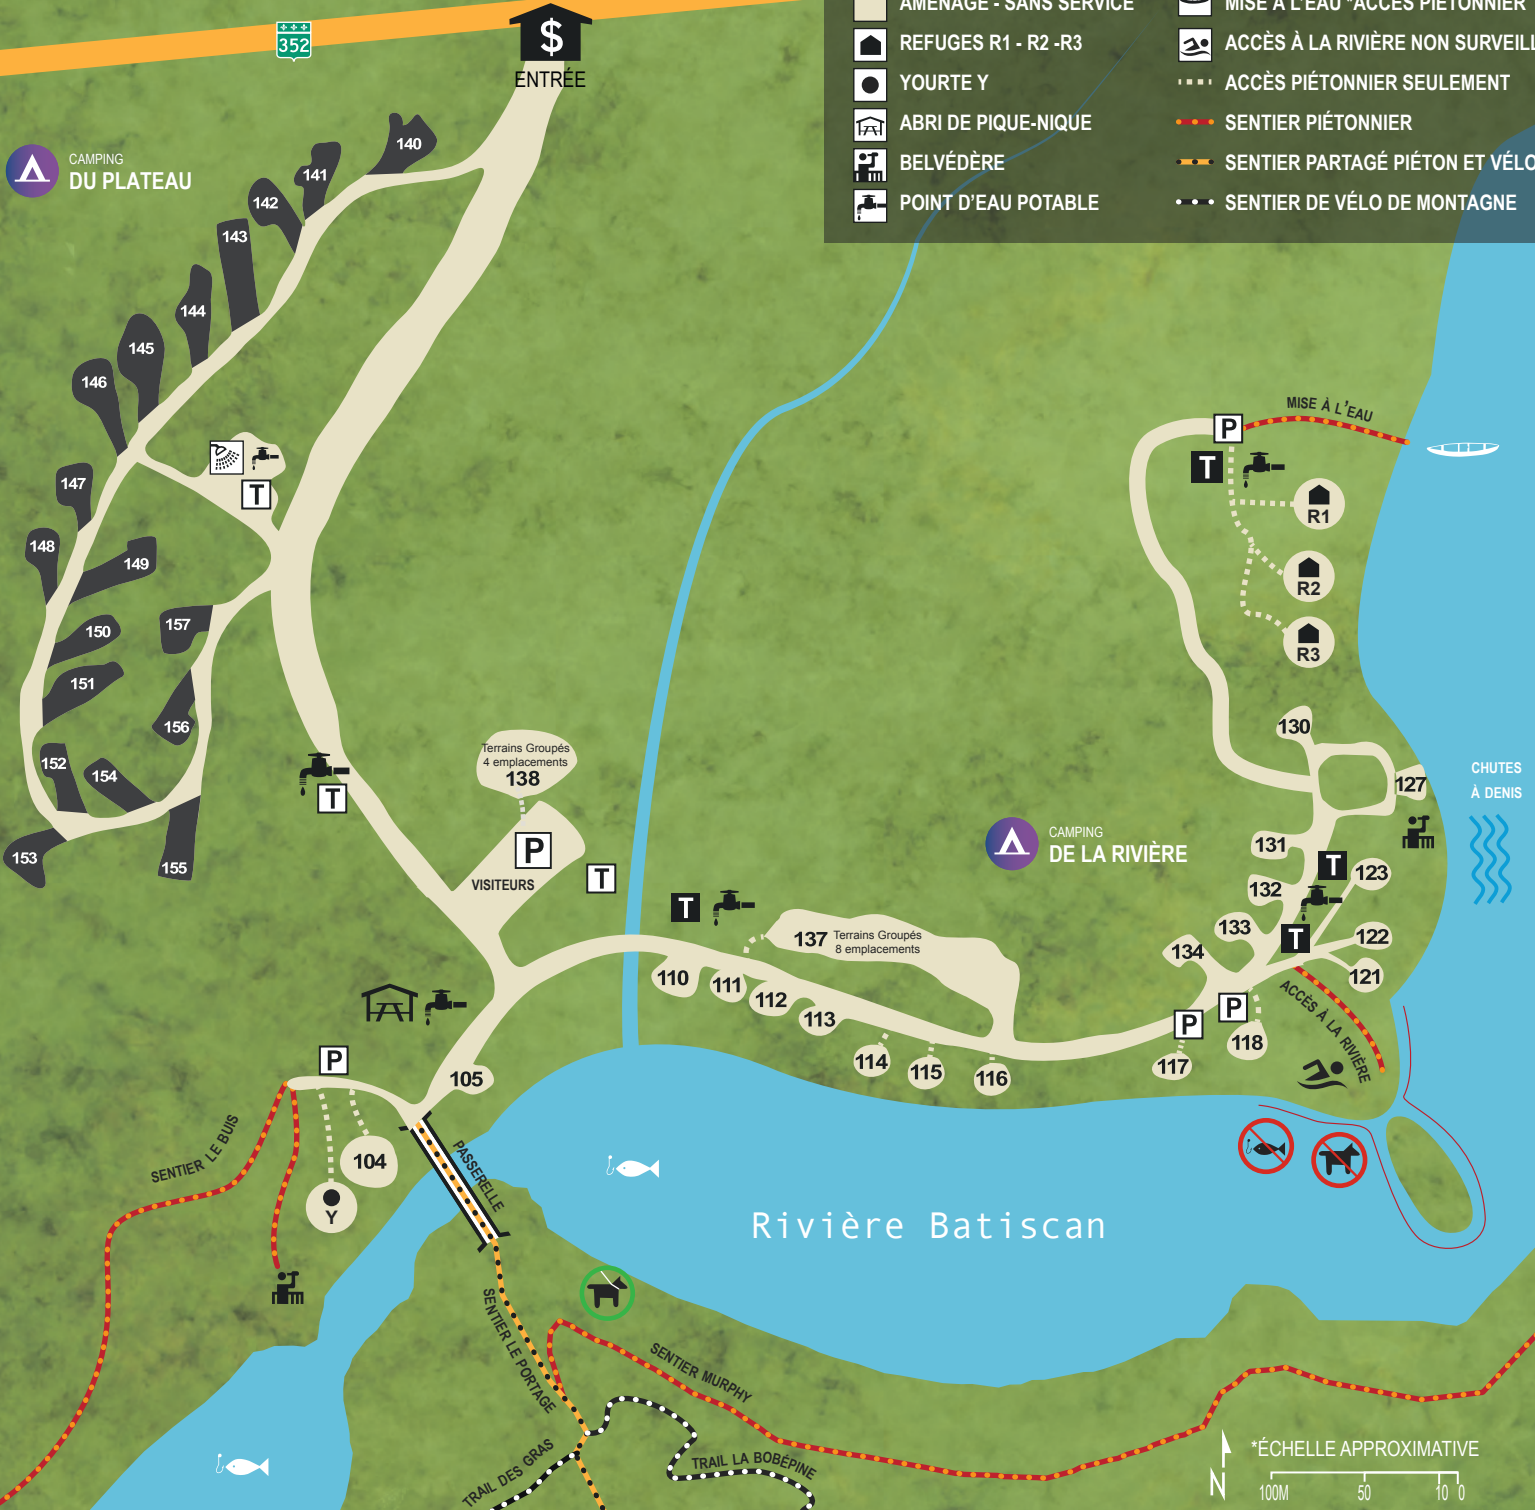 AMÉNAGÉ - SANS SERVICE
MISE À L'EAU *ACCÈS PIÉTONNIER
352
$
ENTRÉE
REFUGES R1 - R2 -R3
ACCÈS À LA RIVIÈRE NON SURVEILL
YOURTE Y
ACCÈS PIÉTONNIER SEULEMENT
ABRI DE PIQUE-NIQUE
SENTIER PIÉTONNIER
BELVÉDÈRE
SENTIER PARTAGÉ PIÉTON ET VÉLO
POINT D'EAU POTABLE
SENTIER DE VÉLO DE MONTAGNE
CAMPING
DU PLATEAU
140
141
142
143
144
145
146
147
148
149
150
151
152
153
154
155
156
157
T
T
Terrains Groupés
4 emplacements
138
P
VISITEURS
T
MISE À L'EAU
P
T
R1
R2
R3
130
127
CHUTES
À DENIS
CAMPING
DE LA RIVIÈRE
131
132
T
123
133
T
122
134
121
T
137
Terrains Groupés
8 emplacements
110
111
112
113
114
115
116
117
118
P
P
ACCÈS À LA RIVIÈRE
105
P
104
Y
SENTIER LE BUIS
PASSERELLE
Rivière Batiscan
SENTIER LE PORTAGE
SENTIER MURPHY
TRAIL DES GRAS
TRAIL LA BOBÉPINE
N
*ÉCHELLE APPROXIMATIVE
100M
50
10
0